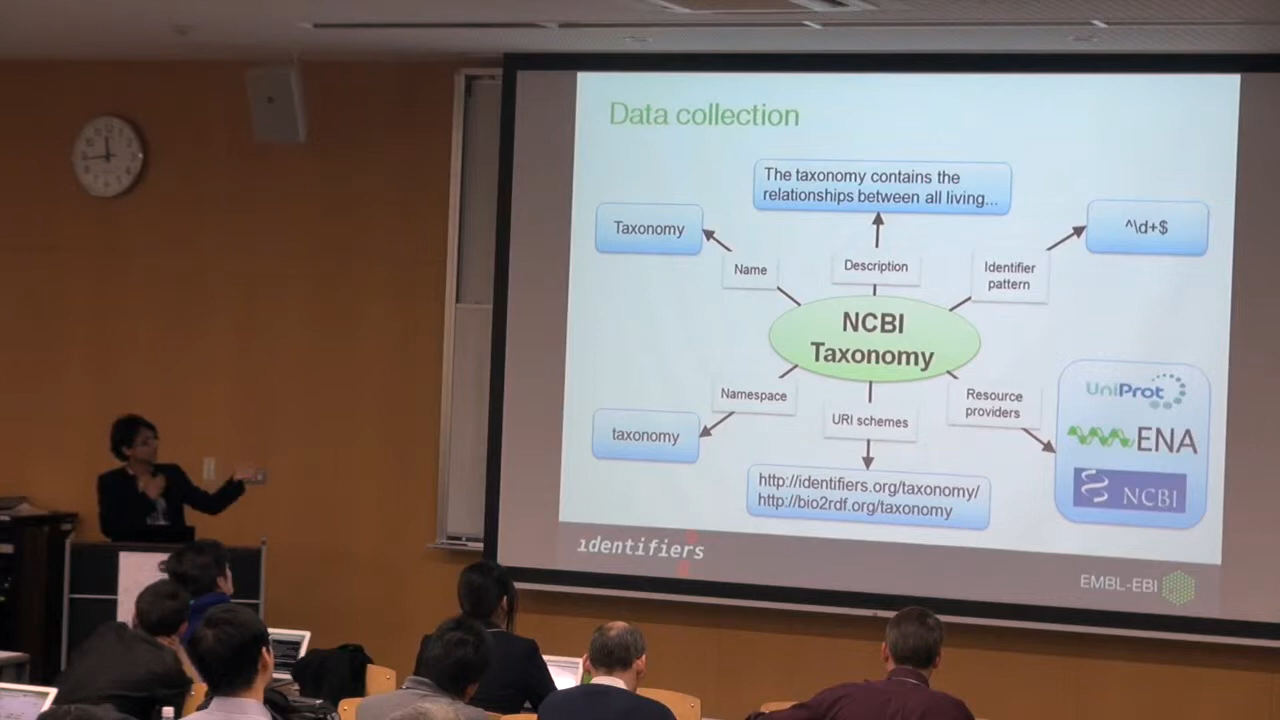 Data collection
The taxonomy contains the
relationships between all living...
Taxonomy
^\d+$
Name
Description
Identifier
pattern
NCBI
Taxonomy
Namespace
URI schemes
Resource
providers
UniProt
ENA
NCBI
taxonomy
http://identifiers.org/taxonomy/
http://bio2rdf.org/taxonomy
identifiers
EMBL-EBI